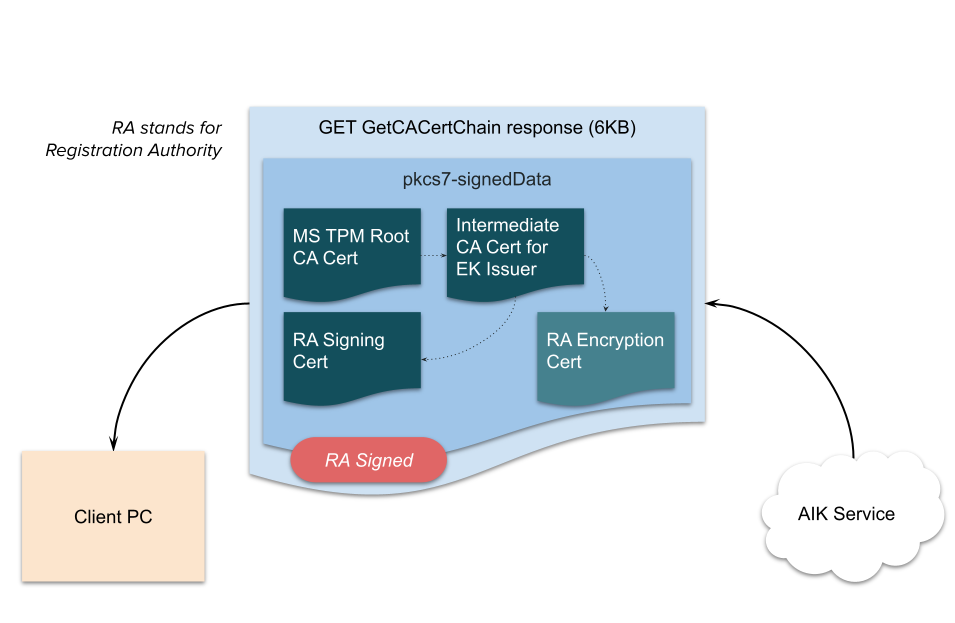 RA stands for
Registration Authority
GET GetCACertChain response (6KB)
pkcs7-signedData
MS TPM Root
CA Cert
Intermediate
CA Cert for
EK Issuer
RA Signing
Cert
RA Encryption
Cert
RA Signed
Client PC
AIK Service